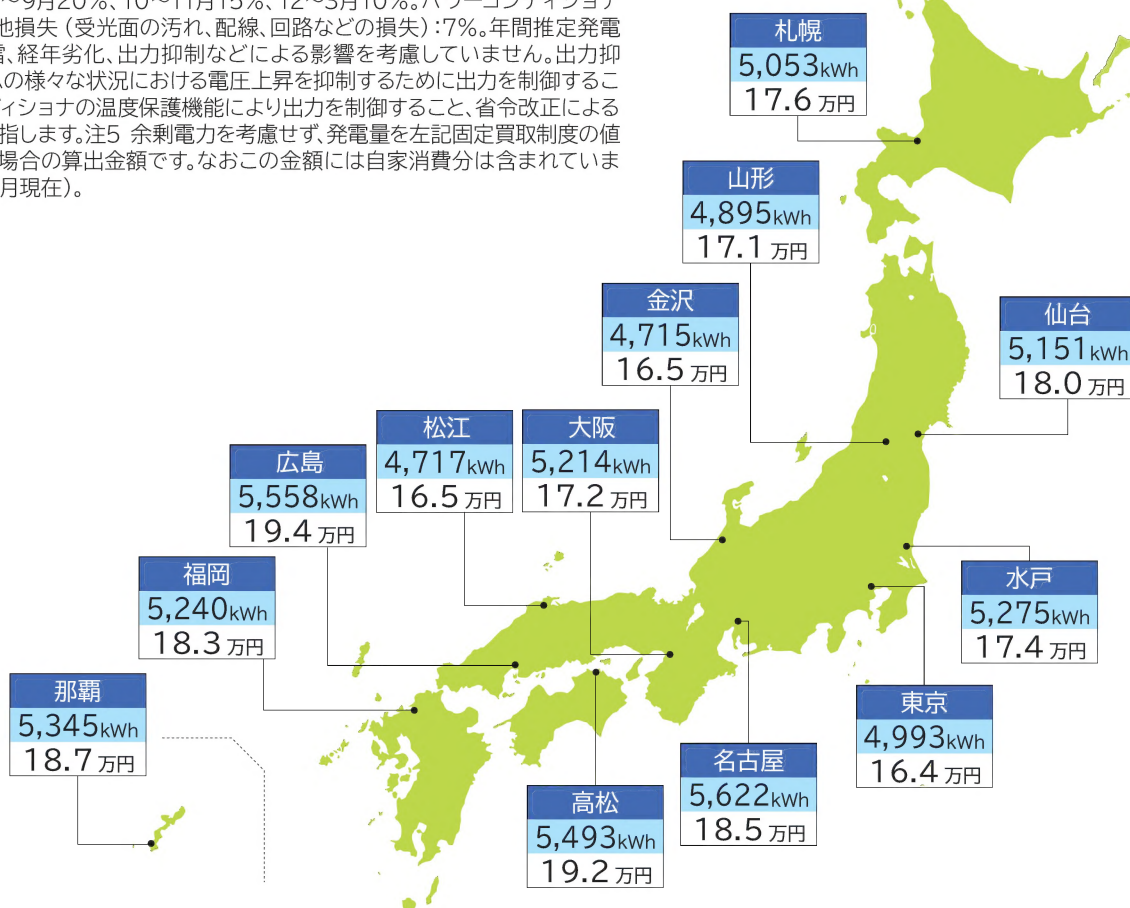 ～9月20％、10～11月15％、12～3月10％。パワーコンディショナ
他損失（受光面の汚れ、配線、回路などの損失）：7％。年間推定発電
雪、経年劣化、出力抑制などによる影響を考慮していません。出力抑
の様々な状況における電圧上昇を抑制するために出力を制御するこ
ディショナの温度保護機能により出力を制御すること、省令改正による
指します。注5 余剰電力を考慮せず、発電量を左記固定買取制度の値
場合の算出金額です。なおこの金額には自家消費分は含まれていま
月現在）。
札幌
5,053kWh
17.6 万円
山形
4,895kWh
17.1 万円
金沢
4,715kWh
16.5 万円
仙台
5,151kWh
18.0 万円
松江
4,717kWh
16.5 万円
大阪
5,214kWh
17.2 万円
広島
5,558kWh
19.4 万円
福岡
5,240kWh
18.3 万円
水戸
5,275kWh
17.4 万円
那覇
5,345kWh
18.7 万円
東京
4,993kWh
16.4 万円
名古屋
5,622kWh
18.5 万円
高松
5,493kWh
19.2 万円